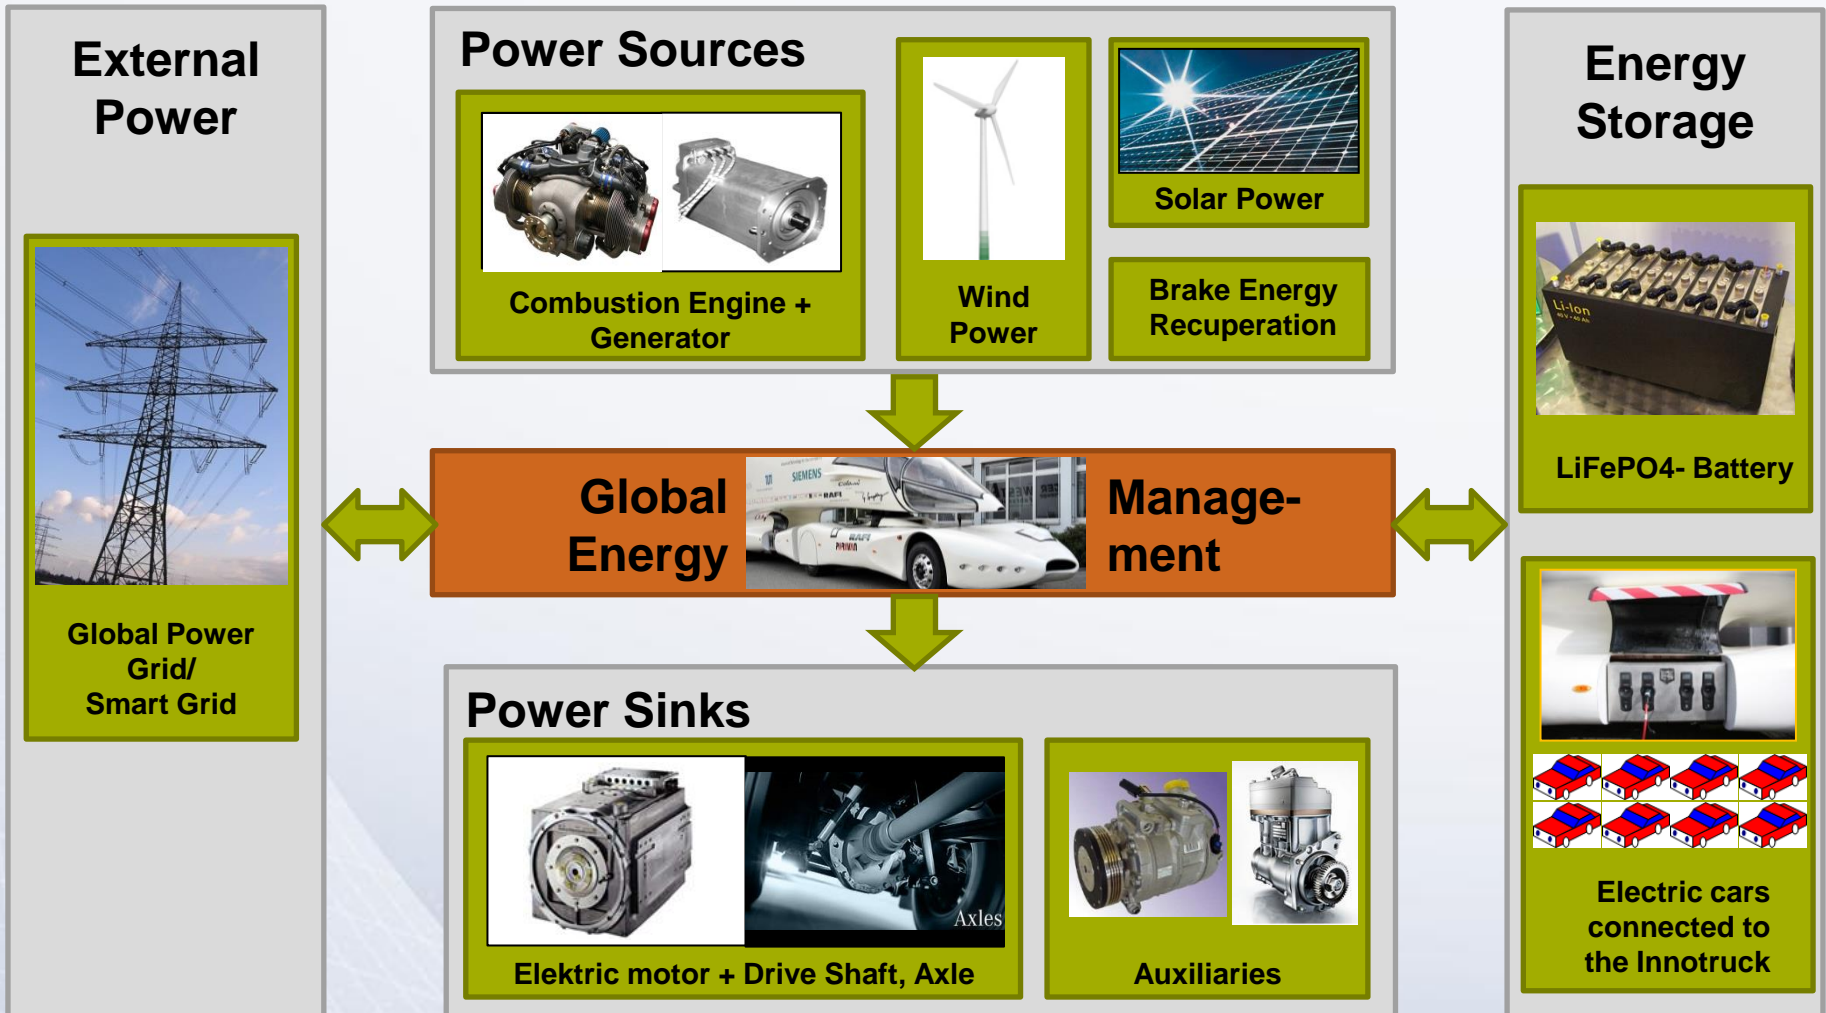 External
Power
Global Power
Grid/
Smart Grid
Power Sources
Combustion Engine +
Generator
Wind
Power
Solar Power
Brake Energy
Recuperation
Global
Energy
SIEMENS
RAFI
RAFI
Manage-
ment
Power Sinks
Axles
Elektric motor + Drive Shaft, Axle
Auxiliaries
Energy
Storage
Li-Ion
LiFePO4- Battery
Electric cars
connected to
the Innotruck